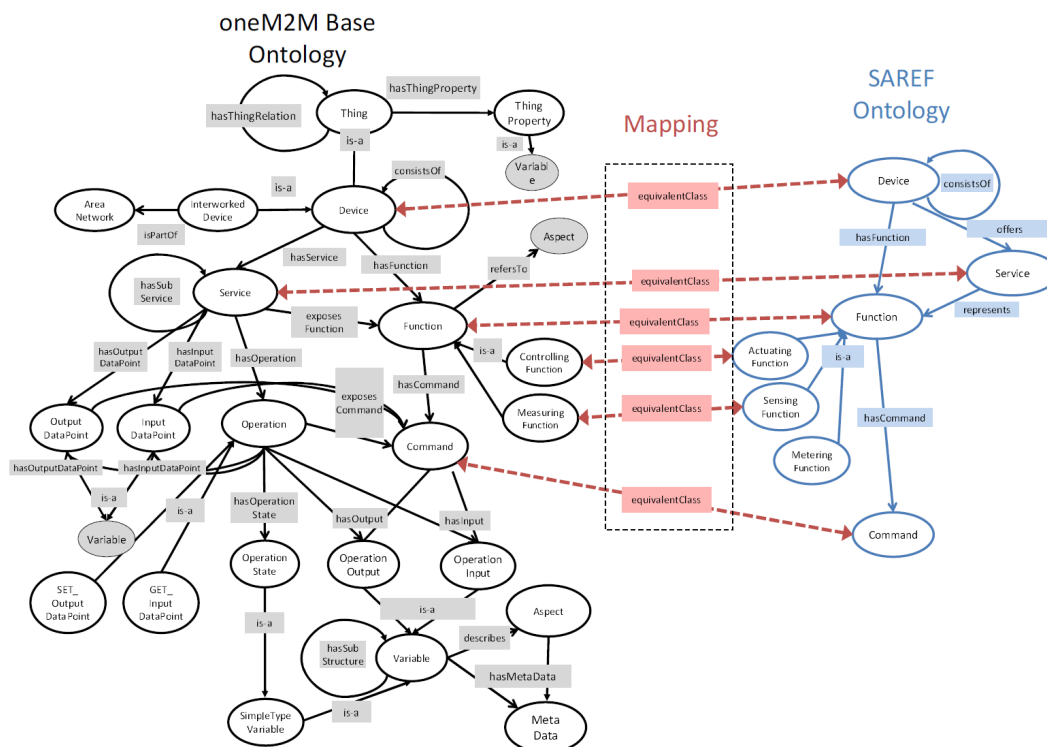 oneM2M Base
Ontology
SAREF
Ontology
Mapping
hasThingProperty
hasThingRelation
Thing
Thing
Property
is-a
is-a
Variabl
e
consistsOf
is-a
Area
Network
Interworked
Device
Device
isPartOf
equivalentClass
Device
consistsOf
hasService
hasFunction
refersTo
Aspect
hasFunction
offers
hasSub
Service
Service
equivalentClass
Service
exposes
Function
Function
equivalentClass
Function
represents
hasOutput
DataPoint
hasInput
DataPoint
hasOperation
is-a
Controlling
Function
equivalentClass
Actuating
Function
is-a
hasCommand
exposes
Command
Measuring
Function
equivalentClass
Sensing
Function
hasCommand
Output
DataPoint
Input
DataPoint
Operation
Command
Metering
Function
hasOutputDataPoint
hasInputDataPoint
is-a
is-a
hasOperation
State
hasOutput
hasInput
equivalentClass
Variable
Command
Operation
State
Operation
Output
Operation
Input
SET_
Output
DataPoint
GET_
Input
DataPoint
is-a
is-a
Aspect
hasSub
Structure
Variable
describes
hasMetaData
SimpleType
Variable
is-a
Meta
Data